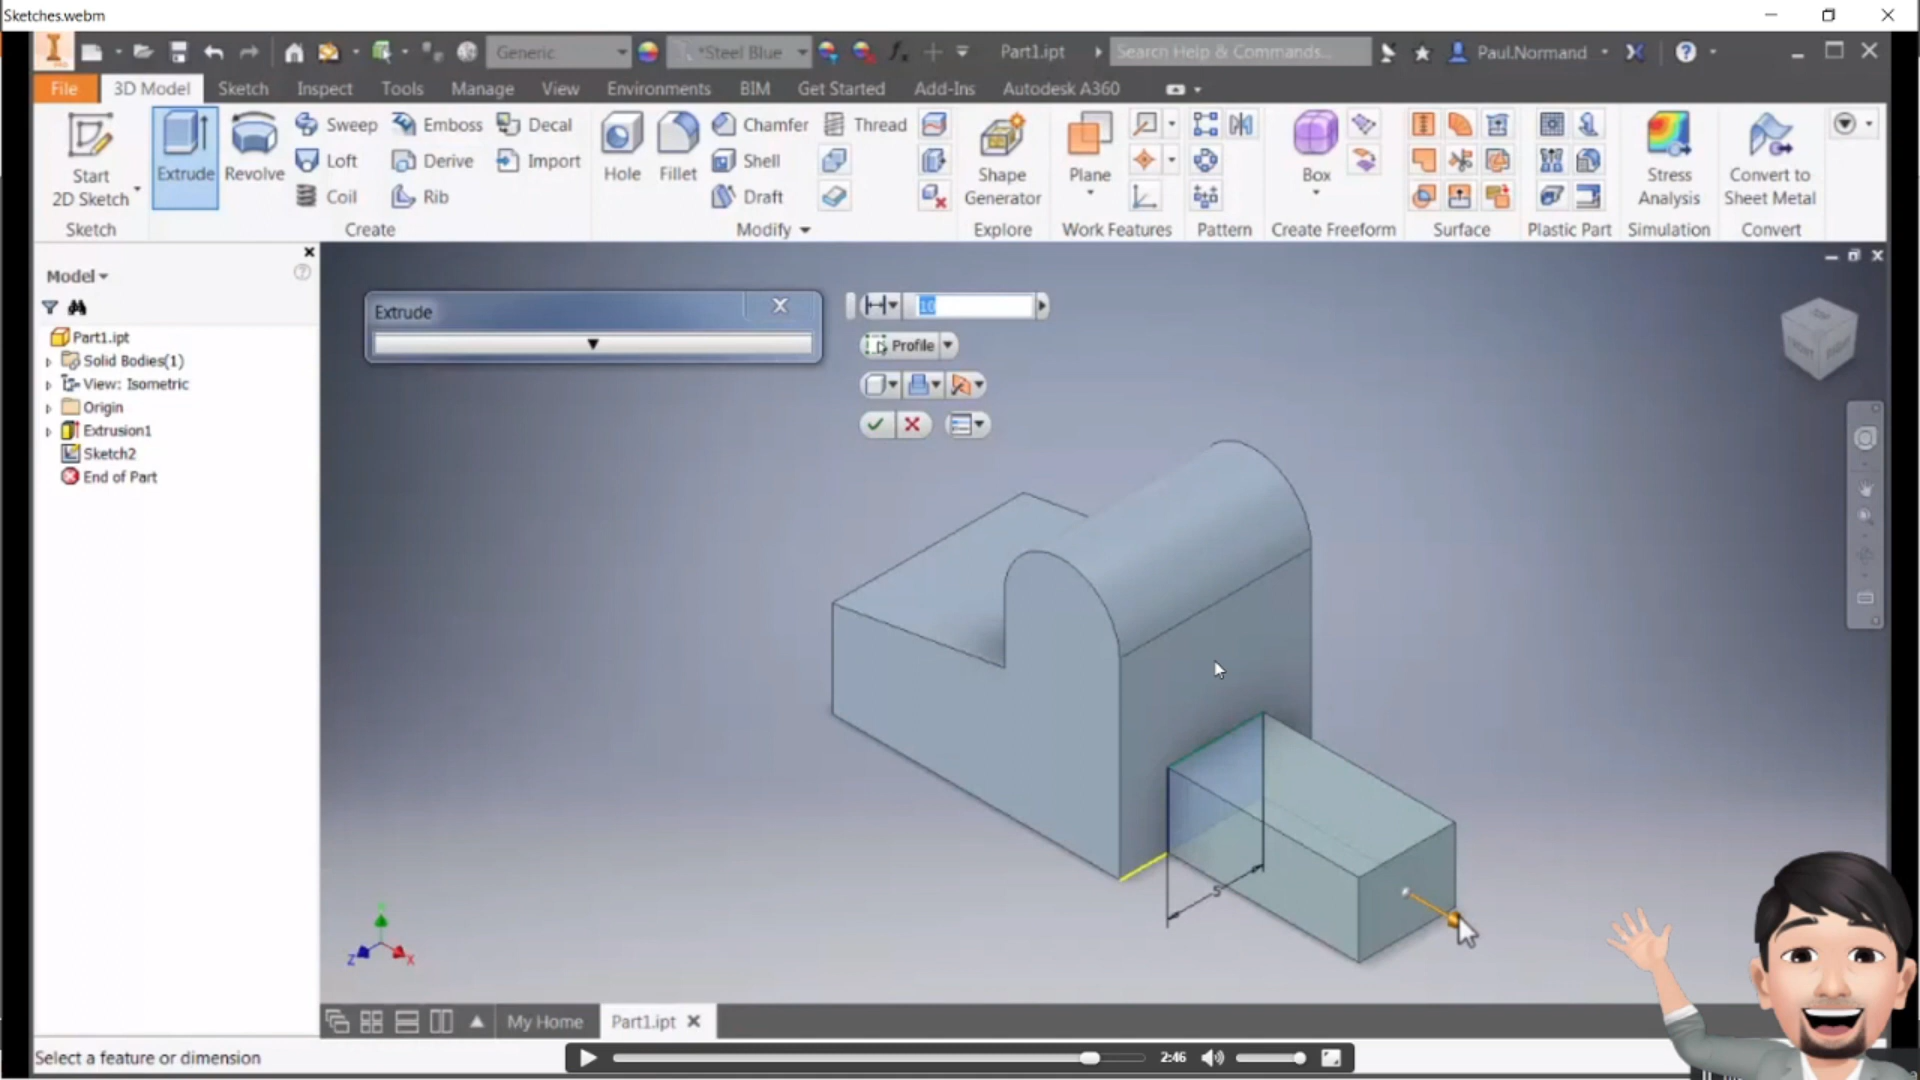 Sketches.webm
Generic
*Steel Blue
Part1.ipt
Search Help & Commands...
Paul.Normand
File 3D Model Sketch Inspect Tools Manage View Environments BIM Get Started Add-Ins Autodesk A360
Start
2D Sketch
Extrude
Revolve
Sweep
Loft
Coil
Emboss
Derive
Rib
Decal
Import
Hole
Fillet
Chamfer
Shell
Draft
Thread
Shape
Generator
Plane
Box
Stress
Analysis
Convert to
Sheet Metal
Sketch Create Modify Explore Work Features Pattern Create Freeform Surface Plastic Part Simulation Convert
Model
Part1.ipt
Solid Bodies(1)
View: Isometric
Origin
Extrusion1
Sketch2
End of Part
Extrude
10
Profile
5
Z
X
My Home
Part1.ipt
Select a feature or dimension
2:46